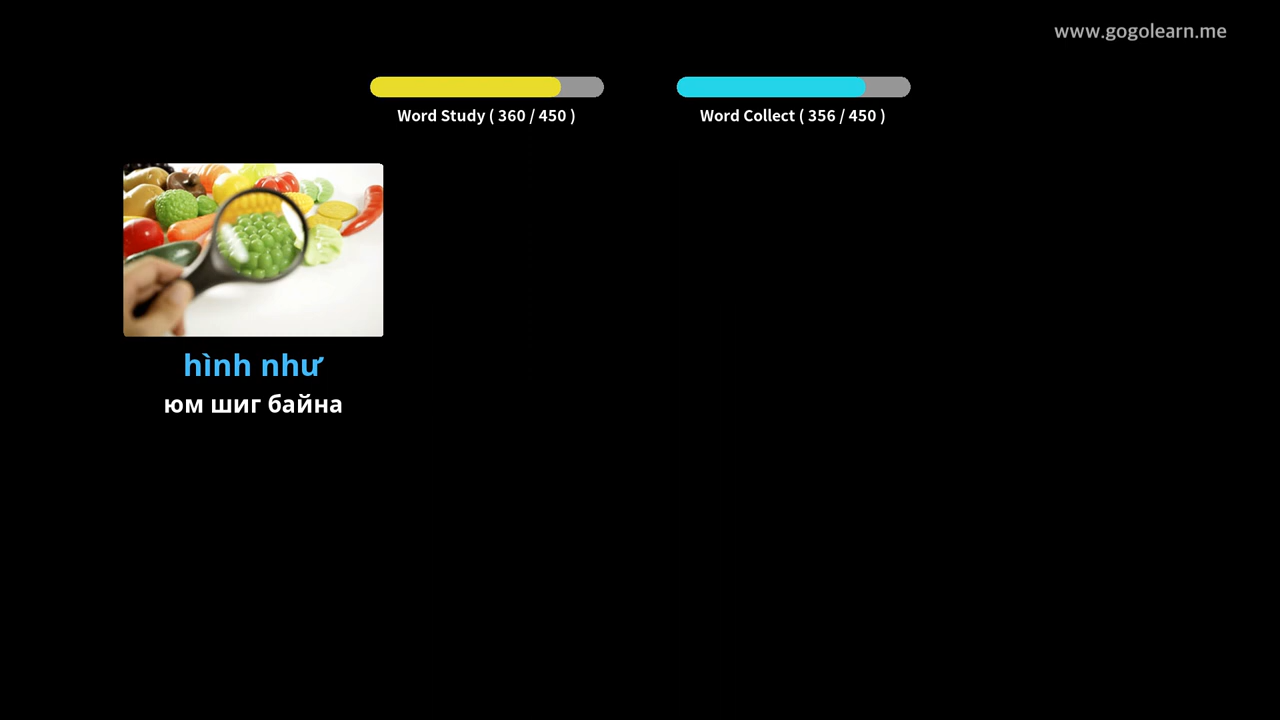 www.gogolearn.me
Word Study ( 360 / 450 )
Word Collect ( 356 / 450 )
hình như
юм шиг байна